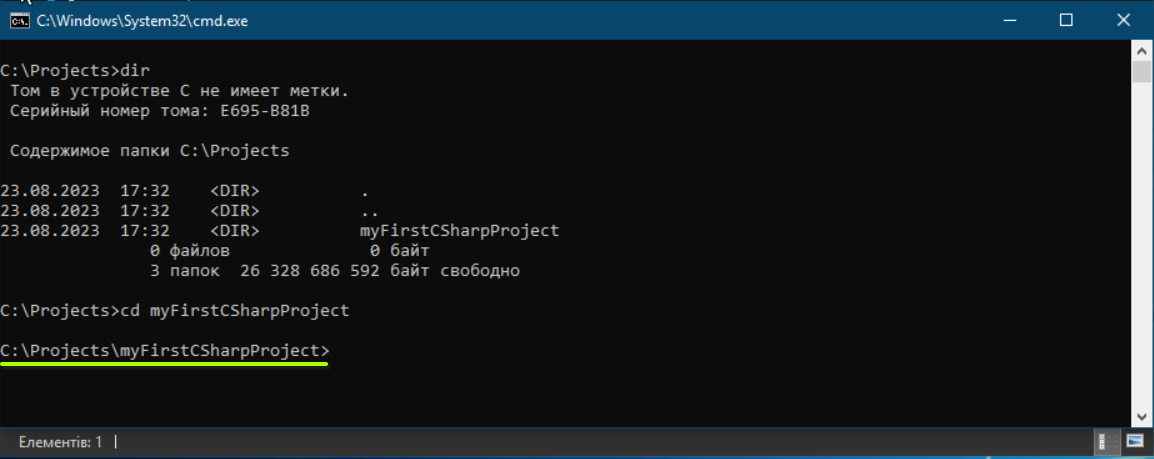 C:\Windows\System32\cmd.exe
C:\Projects>dir
Том в устройстве C не имеет метки.
Серийный номер тома: E695-B81B
Содержимое папки C:\Projects
23.08.2023  17:32    <DIR>          .
23.08.2023  17:32    <DIR>          ..
23.08.2023  17:32    <DIR>          myFirstCSharpProject
0 файлов              0 байт
3 папок  26 328 686 592 байт свободно
C:\Projects>cd myFirstCSharpProject
C:\Projects\myFirstCSharpProject>
Елементів: 1